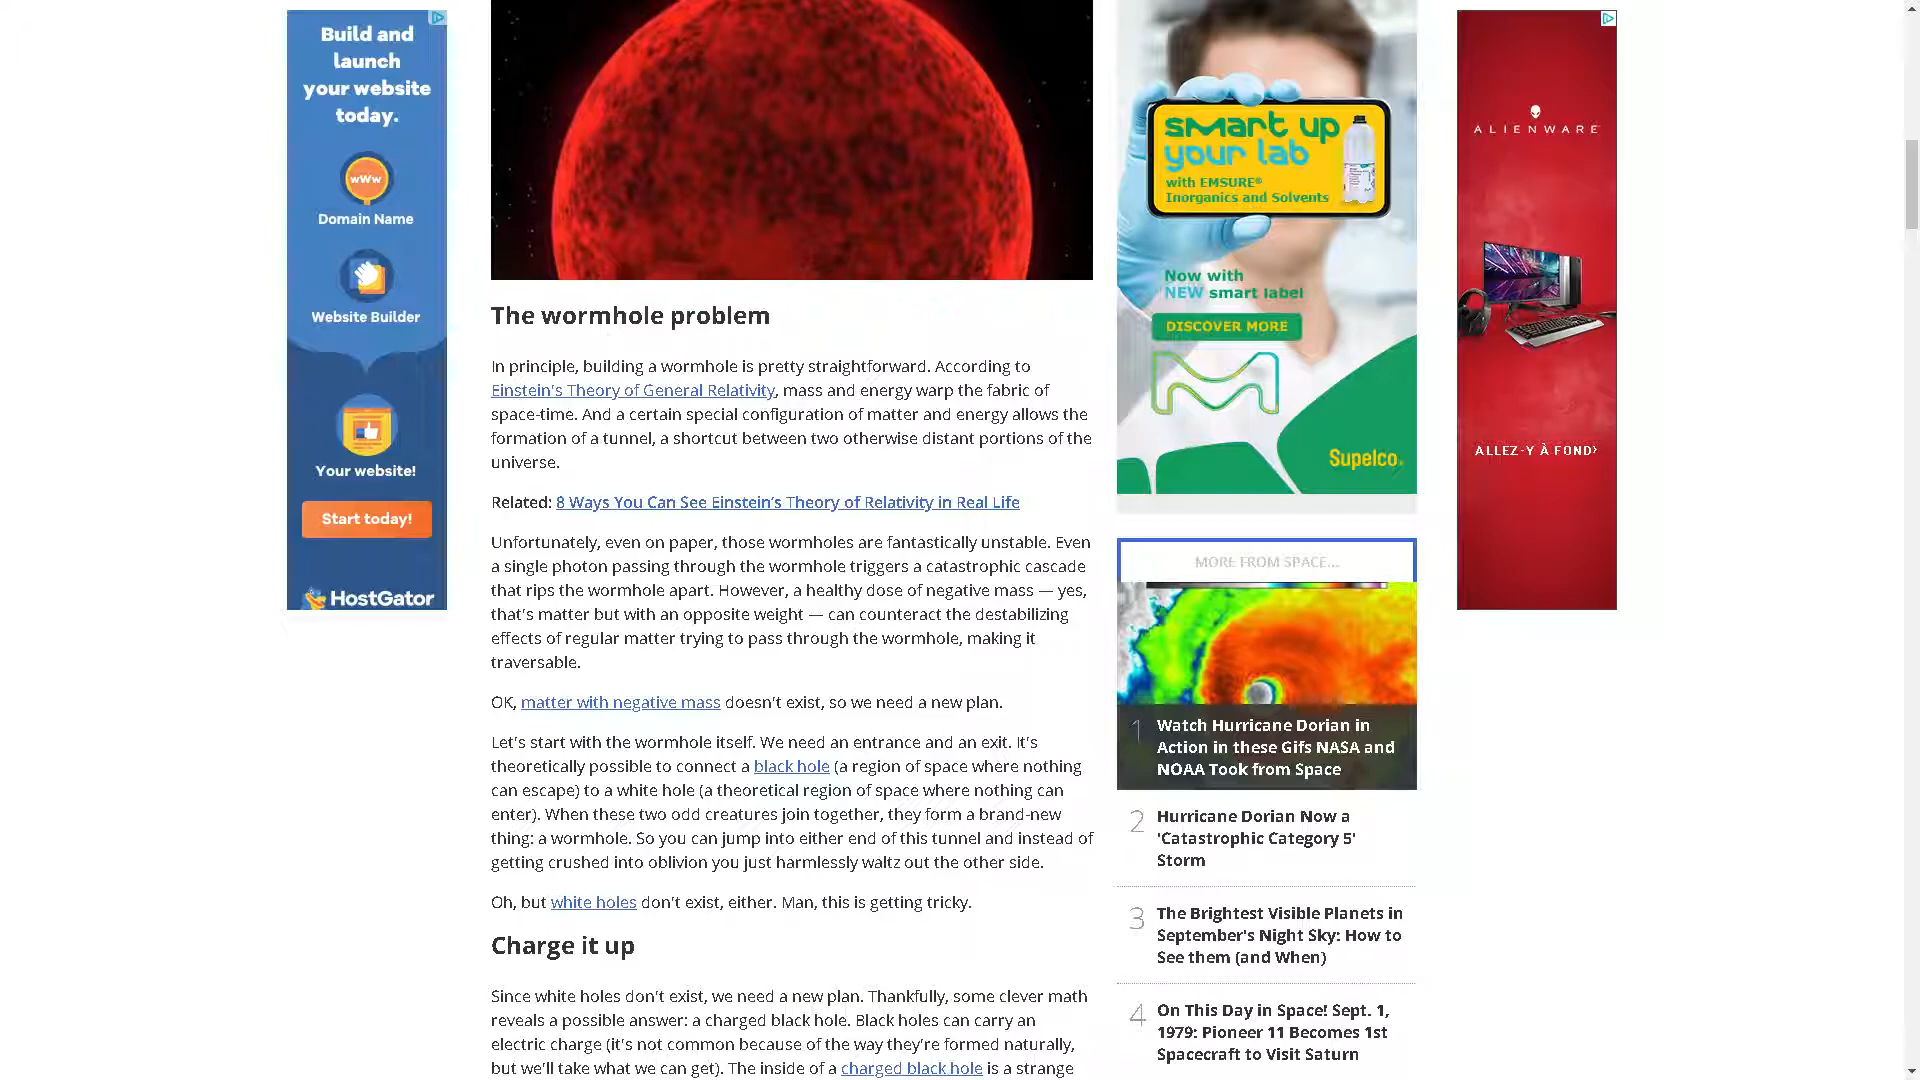 Build and
launch
your website
today.
wWw
Domain Name
Website Builder
Your website!
Start today!
HostGator
The wormhole problem
In principle, building a wormhole is pretty straightforward. According to
Einstein's Theory of General Relativity, mass and energy warp the fabric of
space-time. And a certain special configuration of matter and energy allows the
formation of a tunnel, a shortcut between two otherwise distant portions of the
universe.
Related: 8 Ways You Can See Einstein's Theory of Relativity in Real Life
Unfortunately, even on paper, those wormholes are fantastically unstable. Even
a single photon passing through the wormhole triggers a catastrophic cascade
that rips the wormhole apart. However, a healthy dose of negative mass — yes,
that's matter but with an opposite weight — can counteract the destabilizing
effects of regular matter trying to pass through the wormhole, making it
traversable.
OK, matter with negative mass doesn't exist, so we need a new plan.
Let's start with the wormhole itself. We need an entrance and an exit. It's
theoretically possible to connect a black hole (a region of space where nothing
can escape) to a white hole (a theoretical region of space where nothing can
enter). When these two odd creatures join together, they form a brand-new
thing: a wormhole. So you can jump into either end of this tunnel and instead of
getting crushed into oblivion you just harmlessly waltz out the other side.
Oh, but white holes don't exist, either. Man, this is getting tricky.
Charge it up
Since white holes don't exist, we need a new plan. Thankfully, some clever math
reveals a possible answer: a charged black hole. Black holes can carry an
electric charge (it's not common because of the way they're formed naturally,
but we'll take what we can get). The inside of a charged black hole is a strange
smart up
your lab
with EMSURE®
Inorganics and Solvents
Now with
NEW smart label
DISCOVER MORE
Supelco®
MORE FROM SPACE...
1 Watch Hurricane Dorian in
Action in these Gifs NASA and
NOAA Took from Space
2 Hurricane Dorian Now a
'Catastrophic Category 5'
Storm
3 The Brightest Visible Planets in
September's Night Sky: How to
See them (and When)
4 On This Day in Space! Sept. 1,
1979: Pioneer 11 Becomes 1st
Spacecraft to Visit Saturn
ALIENWARE
ALLEZ-Y À FOND›